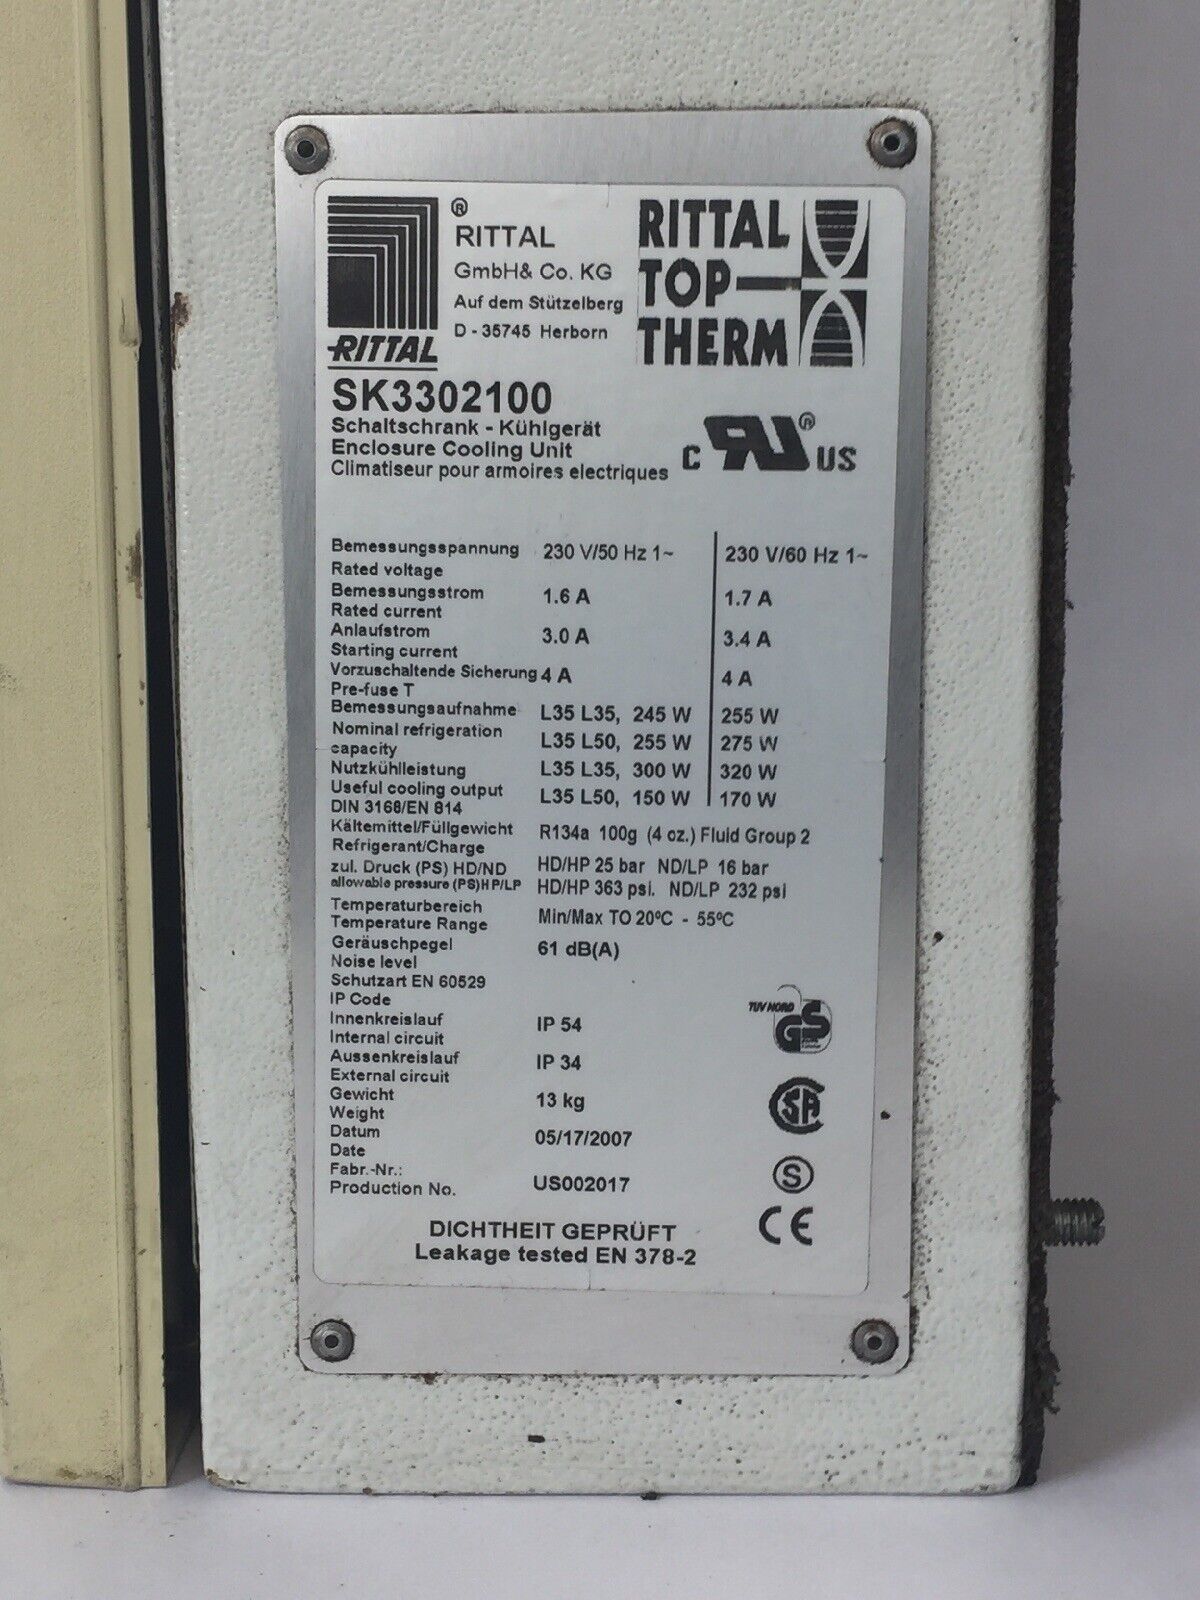 ®
RITTAL
GmbH& Co. KG
Auf dem Stützelberg
D - 35745 Herborn
RITTAL
RITTAL
TOP
THERM
SK3302100
Schaltschrank - Kühlgerät
Enclosure Cooling Unit
Climatiseur pour armoires electriques
C RU ® US
Bemessungsspannung 230 V/50 Hz 1~ 230 V/60 Hz 1~
Rated voltage
Bemessungsstrom 1.6 A 1.7 A
Rated current
Anlaufstrom 3.0 A 3.4 A
Starting current
Vorzuschaltende Sicherung 4 A 4 A
Pre-fuse T
Bemessungsaufnahme L35 L35, 245 W 255 W
Nominal refrigeration L35 L50, 255 W 275 W
capacity
Nutzkühlleistung L35 L35, 300 W 320 W
Useful cooling output L35 L50, 150 W 170 W
DIN 3168/EN 814
Kältemittel/Füllgewicht R134a 100g (4 oz.) Fluid Group 2
Refrigerant/Charge
zul. Druck (PS) HD/ND HD/HP 25 bar ND/LP 16 bar
allowable pressure (PS)HP/LP HD/HP 363 psi. ND/LP 232 psi
Temperaturbereich Min/Max TO 20ºC - 55ºC
Temperature Range
Geräuschpegel 61 dB(A)
Noise level
Schutzart EN 60529
IP Code
Innenkreislauf IP 54
Internal circuit
Aussenkreislauf IP 34
External circuit
Gewicht 13 kg
Weight
Datum 05/17/2007
Date
Fabr.-Nr.: US002017
Production No.
TUV NORD
GS
SA
S
CE
DICHTHEIT GEPRÜFT
Leakage tested EN 378-2